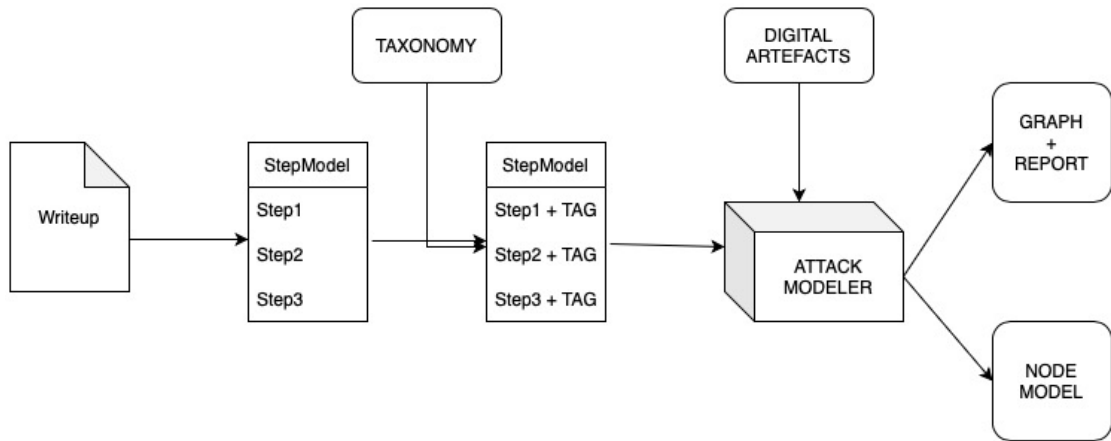 TAXONOMY
DIGITAL
ARTEFACTS
Writeup
StepModel
Step1
Step2
Step3
StepModel
Step1 + TAG
Step2 + TAG
Step3 + TAG
ATTACK
MODELER
GRAPH
+
REPORT
NODE
MODEL